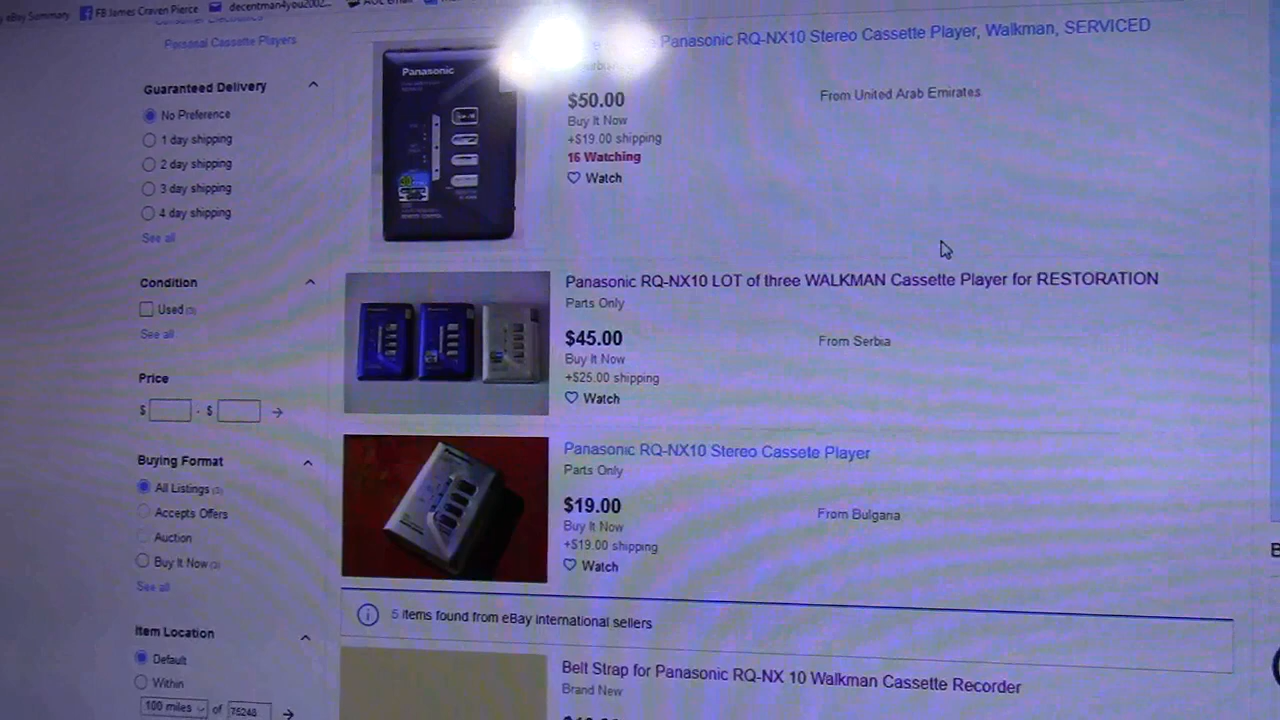 eBay Summary FB James Craven Pierce decentman4you2002... AOL Email
Consumer Electronics
Personal Cassette Players
Guaranteed Delivery
No Preference
1 day shipping
2 day shipping
3 day shipping
4 day shipping
See all
Condition
Used
See all
Price
$ - $
Buying Format
All Listings
Accepts Offers
Auction
Buy It Now
See all
Item Location
Default
Within
100 miles of 75248
Panasonic
Panasonic RQ-NX10 Stereo Cassette Player, Walkman, SERVICED
$50.00
From United Arab Emirates
Buy It Now
+$19.00 shipping
16 Watching
Watch
Panasonic RQ-NX10 LOT of three WALKMAN Cassette Player for RESTORATION
Parts Only
$45.00
From Serbia
Buy It Now
+$25.00 shipping
Watch
Panasonic RQ-NX10 Stereo Cassete Player
Parts Only
$19.00
From Bulgaria
Buy It Now
+$19.00 shipping
Watch
5 items found from eBay international sellers
Belt Strap for Panasonic RQ-NX 10 Walkman Cassette Recorder
Brand New